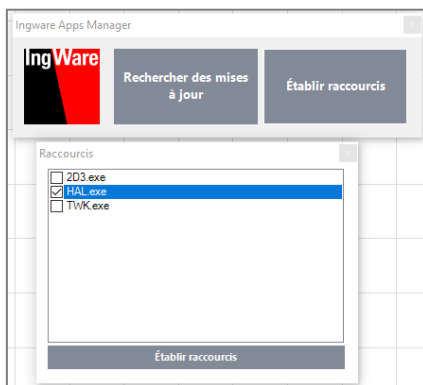 Ingware Apps Manager
IngWare
Rechercher des mises
à jour
Établir raccourcis
Raccourcis
2D3.exe
HAL.exe
TWK.exe
Établir raccourcis